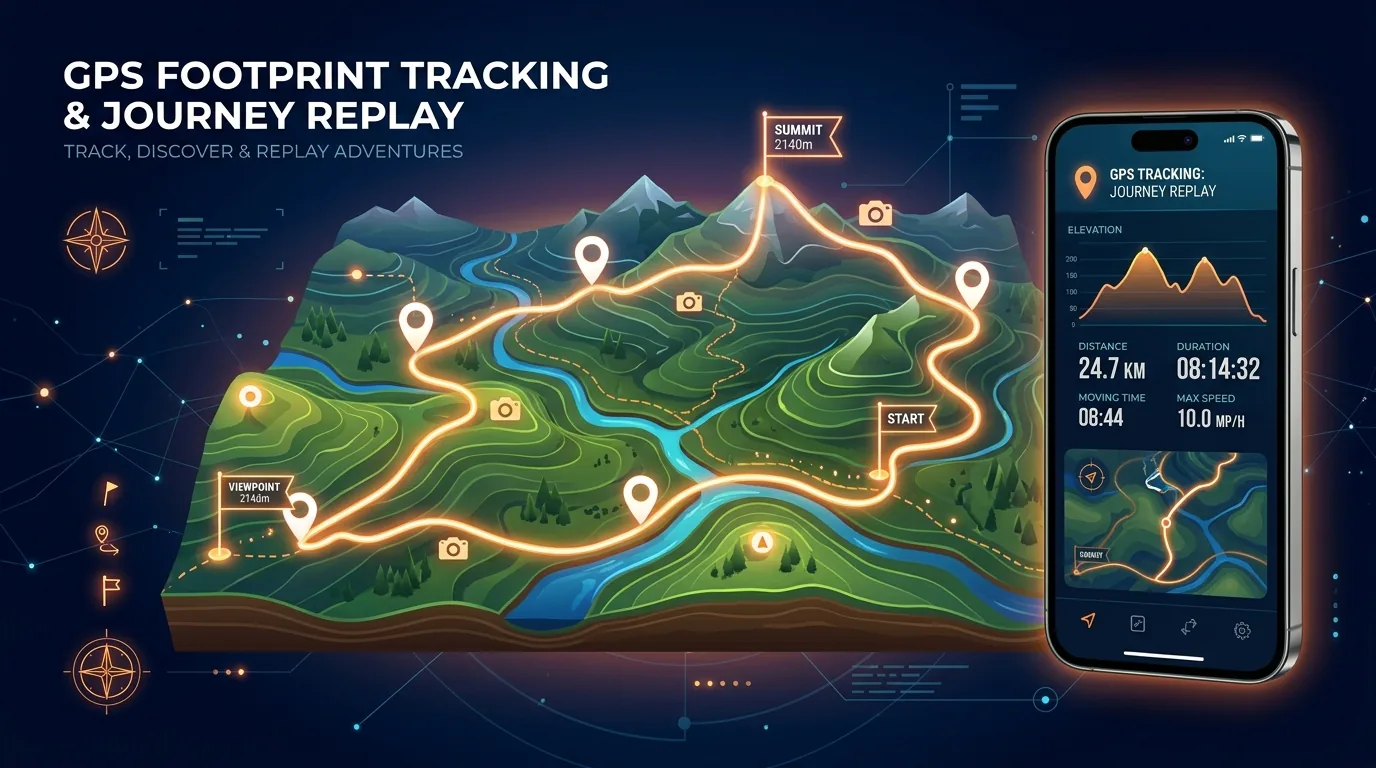 GPS FOOTPRINT TRACKING
& JOURNEY REPLAY
TRACK, DISCOVER & REPLAY ADVENTURES
SUMMIT
2140m
START
VIEWPOINT
GPS TRACKING:
JOURNEY REPLAY
ELEVATION
200
150
100
50
0
DISTANCE
24.7 KM
DURATION
08:14:32
MOVING TIME
08:44
MAX SPEED
10.0 MP/H